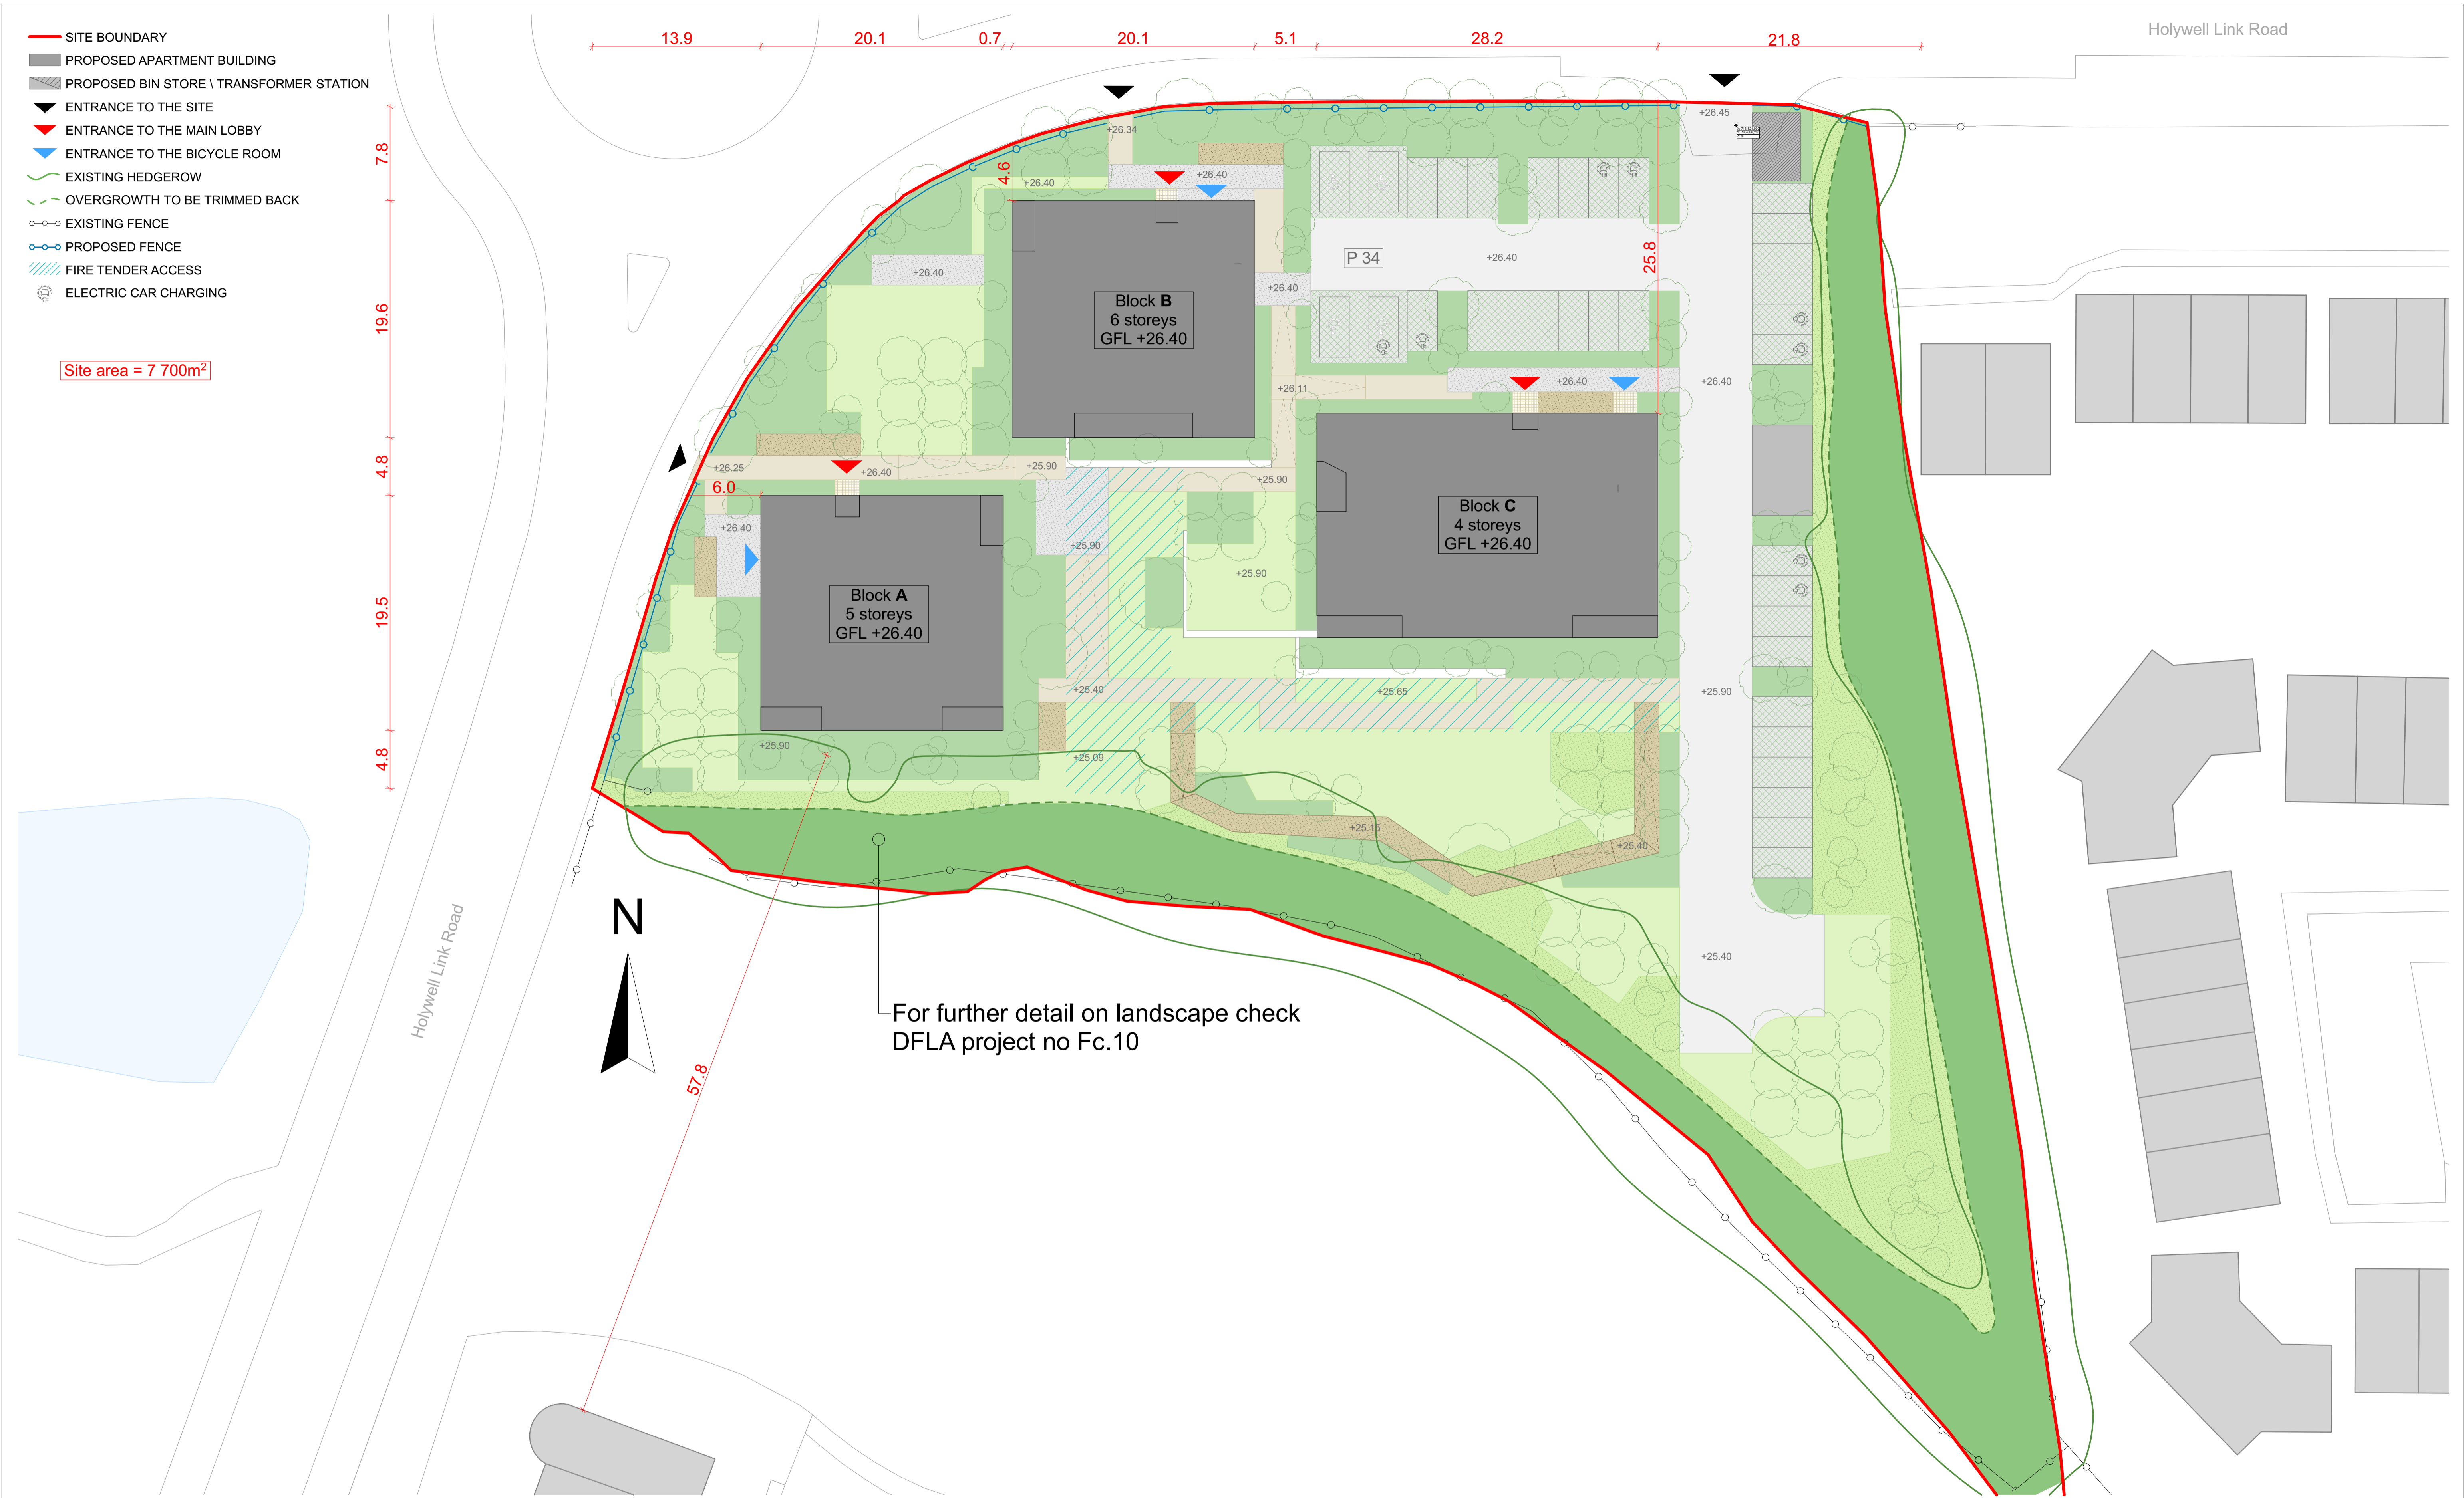 SITE BOUNDARY
PROPOSED APARTMENT BUILDING
PROPOSED BIN STORE \ TRANSFORMER STATION
ENTRANCE TO THE SITE
ENTRANCE TO THE MAIN LOBBY
ENTRANCE TO THE BICYCLE ROOM
EXISTING HEDGEROW
OVERGROWTH TO BE TRIMMED BACK
EXISTING FENCE
PROPOSED FENCE
FIRE TENDER ACCESS
ELECTRIC CAR CHARGING
Site area = 7 700m²
13.9
20.1
0.7
20.1
5.1
28.2
21.8
Holywell Link Road
7.8
19.6
4.8
19.5
4.8
+26.45
+26.34
4.6
+26.40
+26.40
+26.40
+26.40
P 34
+26.40
25.8
Block B
6 storeys
GFL +26.40
+26.11
+26.40
+26.40
+26.25
+26.40
+25.90
+25.90
6.0
+26.40
+25.90
+25.90
Block C
4 storeys
GFL +26.40
Block A
5 storeys
GFL +26.40
+25.40
+25.65
+25.90
+25.90
+25.09
+25.15
+25.40
+25.40
Holywell Link Road
N
57.8
For further detail on landscape check
DFLA project no Fc.10